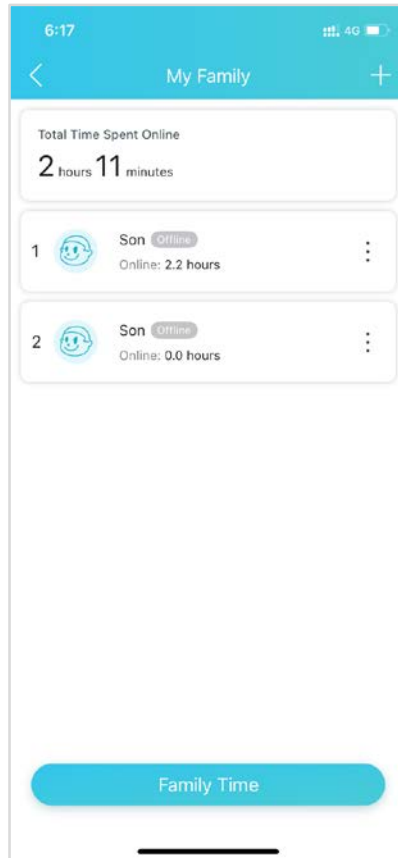 6:17 4G
My Family
Total Time Spent Online
2 hours 11 minutes
1 Son Offline
Online: 2.2 hours
2 Son Offline
Online: 0.0 hours
Family Time